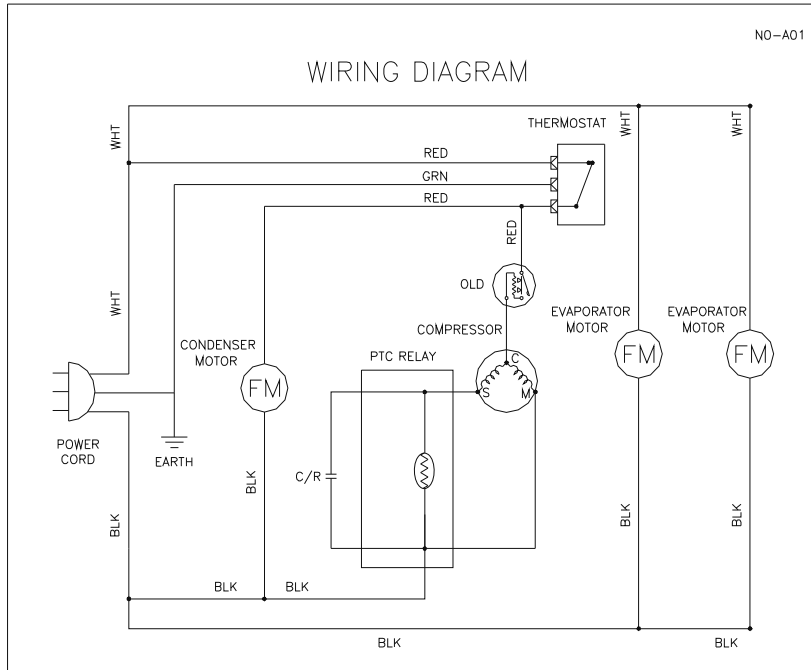 NO-A01
WIRING DIAGRAM
WHT
WHT
WHT
THERMOSTAT
RED
GRN
RED
RED
WHT
OLD
COMPRESSOR
EVAPORATOR
MOTOR
EVAPORATOR
MOTOR
CONDENSER
MOTOR
PTC RELAY
C
FM
FM
FM
S
M
POWER
CORD
EARTH
C/R
BLK
BLK
BLK
BLK
BLK
BLK
BLK
BLK